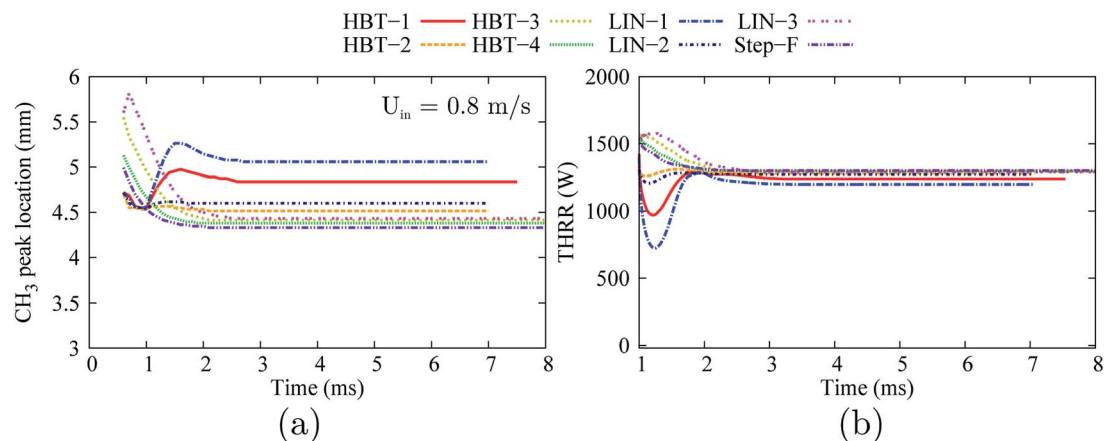 HBT−1 HBT−3 LIN−1 LIN−3
HBT−2 HBT−4 LIN−2 Step−F
U_in = 0.8 m/s
CH₃ peak location (mm)
6
5.5
5
4.5
4
3.5
3
0 1 2 3 4 5 6 7 8
Time (ms)
(a)
THRR (W)
2000
1500
1000
500
0
1 2 3 4 5 6 7 8
Time (ms)
(b)